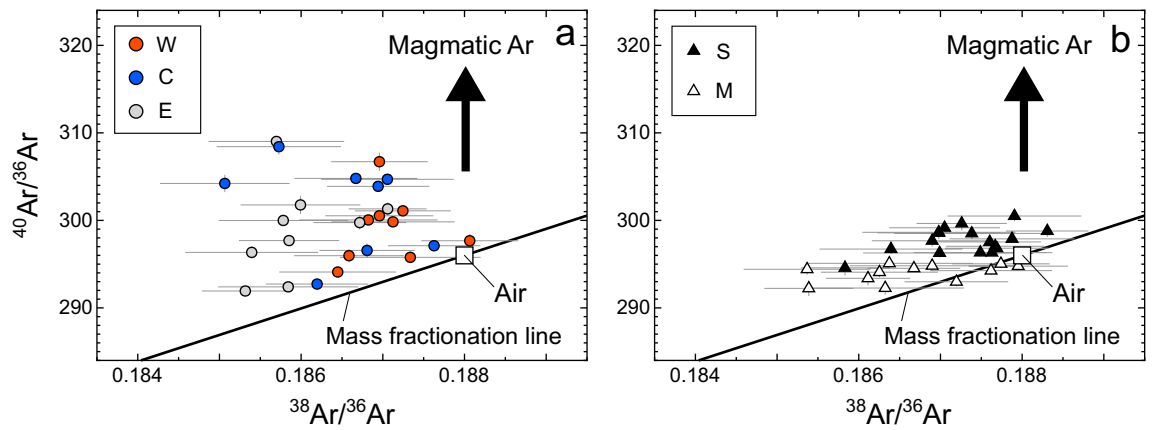 a
W
C
E
Magmatic Ar
Air
Mass fractionation line
320
310
300
290
0.184
0.186
0.188
⁴⁰Ar/³⁶Ar
³⁸Ar/³⁶Ar
b
S
M
Magmatic Ar
Air
Mass fractionation line
320
310
300
290
0.184
0.186
0.188
³⁸Ar/³⁶Ar